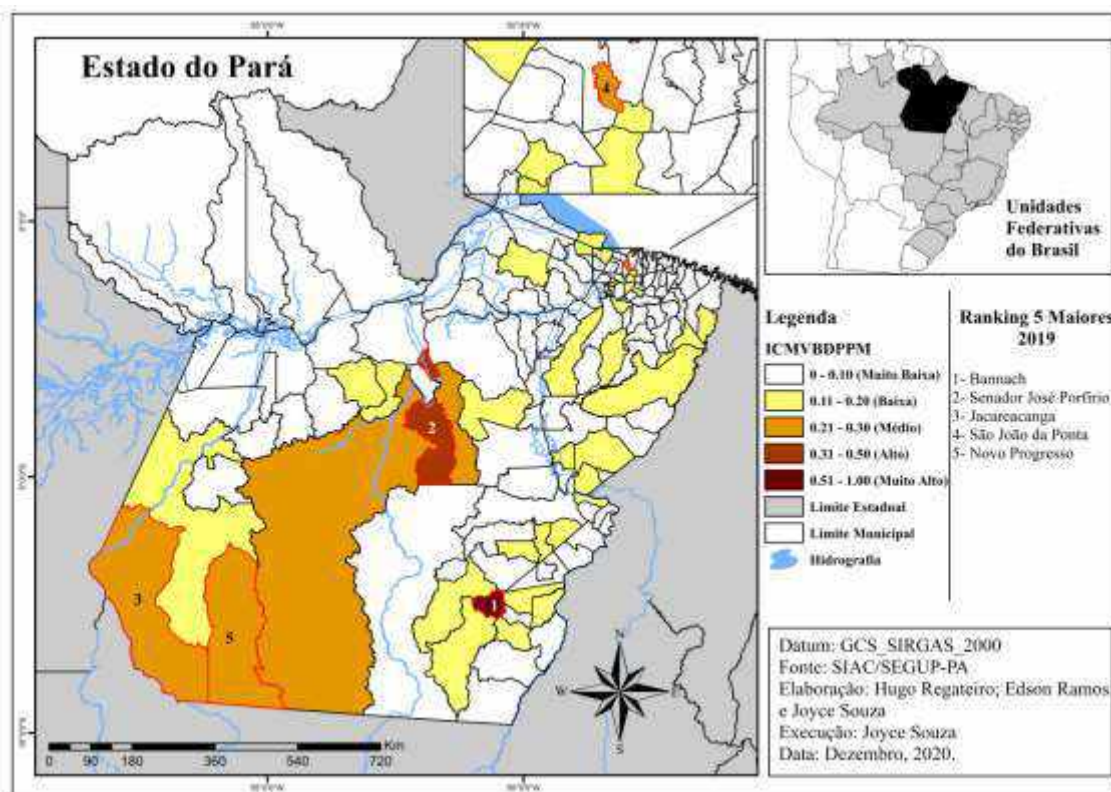 Estado do Pará
4
Unidades
Federativas
do Brasil
2
3
5
1
N
W
S
Km
0 90 180 360 540 720
Legenda
ICMVBDPPM
0 - 0.10 (Muito Baixa)
0.11 - 0.20 (Baixa)
0.21 - 0.30 (Médio)
0.31 - 0.50 (Alto)
0.51 - 1.00 (Muito Alto)
Limite Estadual
Limite Municipal
Hidrografia
Ranking 5 Maiores
2019
1- Bannach
2- Senador José Porfírio
3- Jacareacanga
4- São João da Ponta
5- Novo Progresso
Datum: GCS_SIRGAS_2000
Fonte: SIAC/SEGUP-PA
Elaboração: Hugo Regateiro; Edson Ramos
e Joyce Souza
Execução: Joyce Souza
Data: Dezembro, 2020.